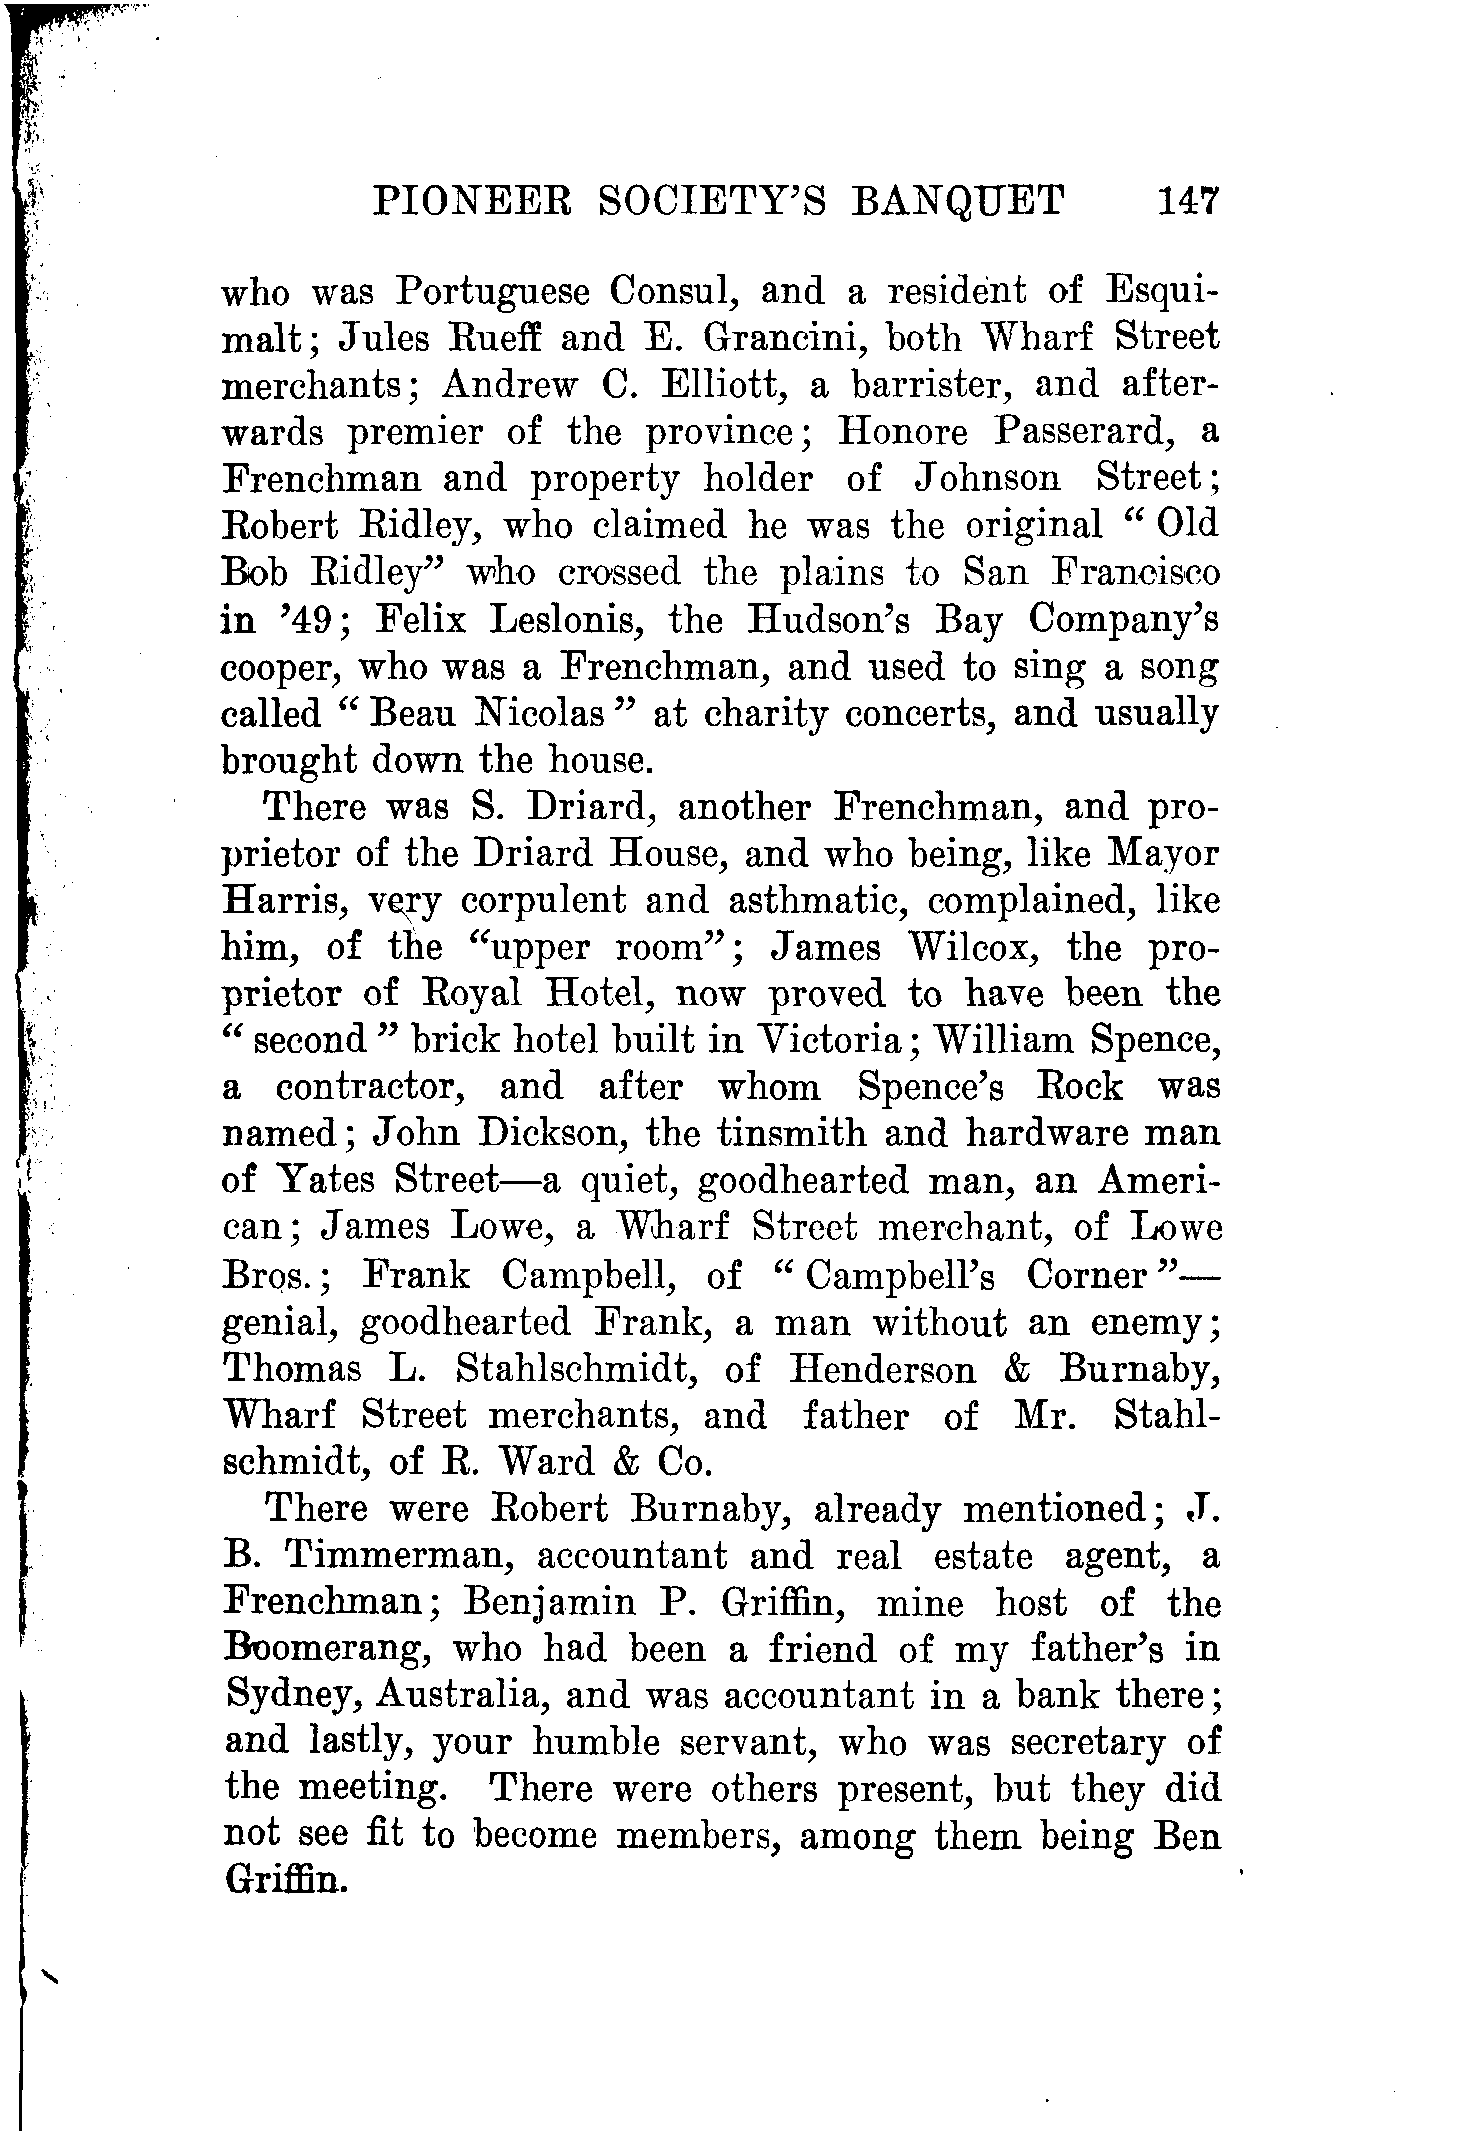 PIONEER SOCIETY'S BANQUET 147
who was Portuguese Consul, and a resident of Esqui-
malt; Jules Rueff and E. Grancini, both Wharf Street
merchants; Andrew C. Elliott, a barrister, and after-
wards premier of the province; Honore Passerard, a
Frenchman and property holder of Johnson Street;
Robert Ridley, who claimed he was the original " Old
Bob Ridley" who crossed the plains to San Francisco
in '49; Felix Leslonis, the Hudson's Bay Company's
cooper, who was a Frenchman, and used to sing a song
called " Beau Nicolas " at charity concerts, and usually
brought down the house.
There was S. Driard, another Frenchman, and pro-
prietor of the Driard House, and who being, like Mayor
Harris, very corpulent and asthmatic, complained, like
him, of the "upper room"; James Wilcox, the pro-
prietor of Royal Hotel, now proved to have been the
" second " brick hotel built in Victoria; William Spence,
a contractor, and after whom Spence's Rock was
named; John Dickson, the tinsmith and hardware man
of Yates Street—a quiet, goodhearted man, an Ameri-
can; James Lowe, a Wharf Street merchant, of Lowe
Bros.; Frank Campbell, of " Campbell's Corner "—
genial, goodhearted Frank, a man without an enemy;
Thomas L. Stahlschmidt, of Henderson & Burnaby,
Wharf Street merchants, and father of Mr. Stahl-
schmidt, of R. Ward & Co.
There were Robert Burnaby, already mentioned; J.
B. Timmerman, accountant and real estate agent, a
Frenchman; Benjamin P. Griffin, mine host of the
Boomerang, who had been a friend of my father's in
Sydney, Australia, and was accountant in a bank there;
and lastly, your humble servant, who was secretary of
the meeting. There were others present, but they did
not see fit to become members, among them being Ben
Griffin.